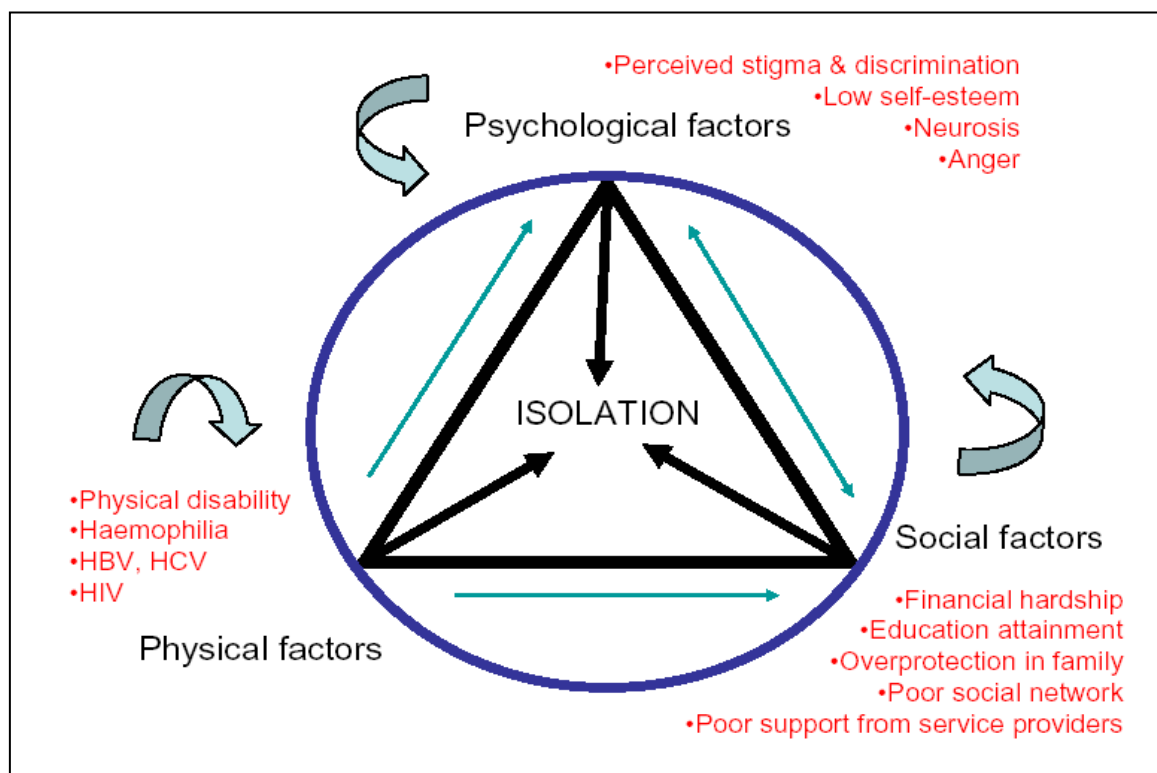 •Perceived stigma & discrimination
•Low self-esteem
Psychological factors
•Neurosis
•Anger
ISOLATION
•Physical disability
•Haemophilia
•HBV, HCV
•HIV
Physical factors
Social factors
•Financial hardship
•Education attainment
•Overprotection in family
•Poor social network
•Poor support from service providers